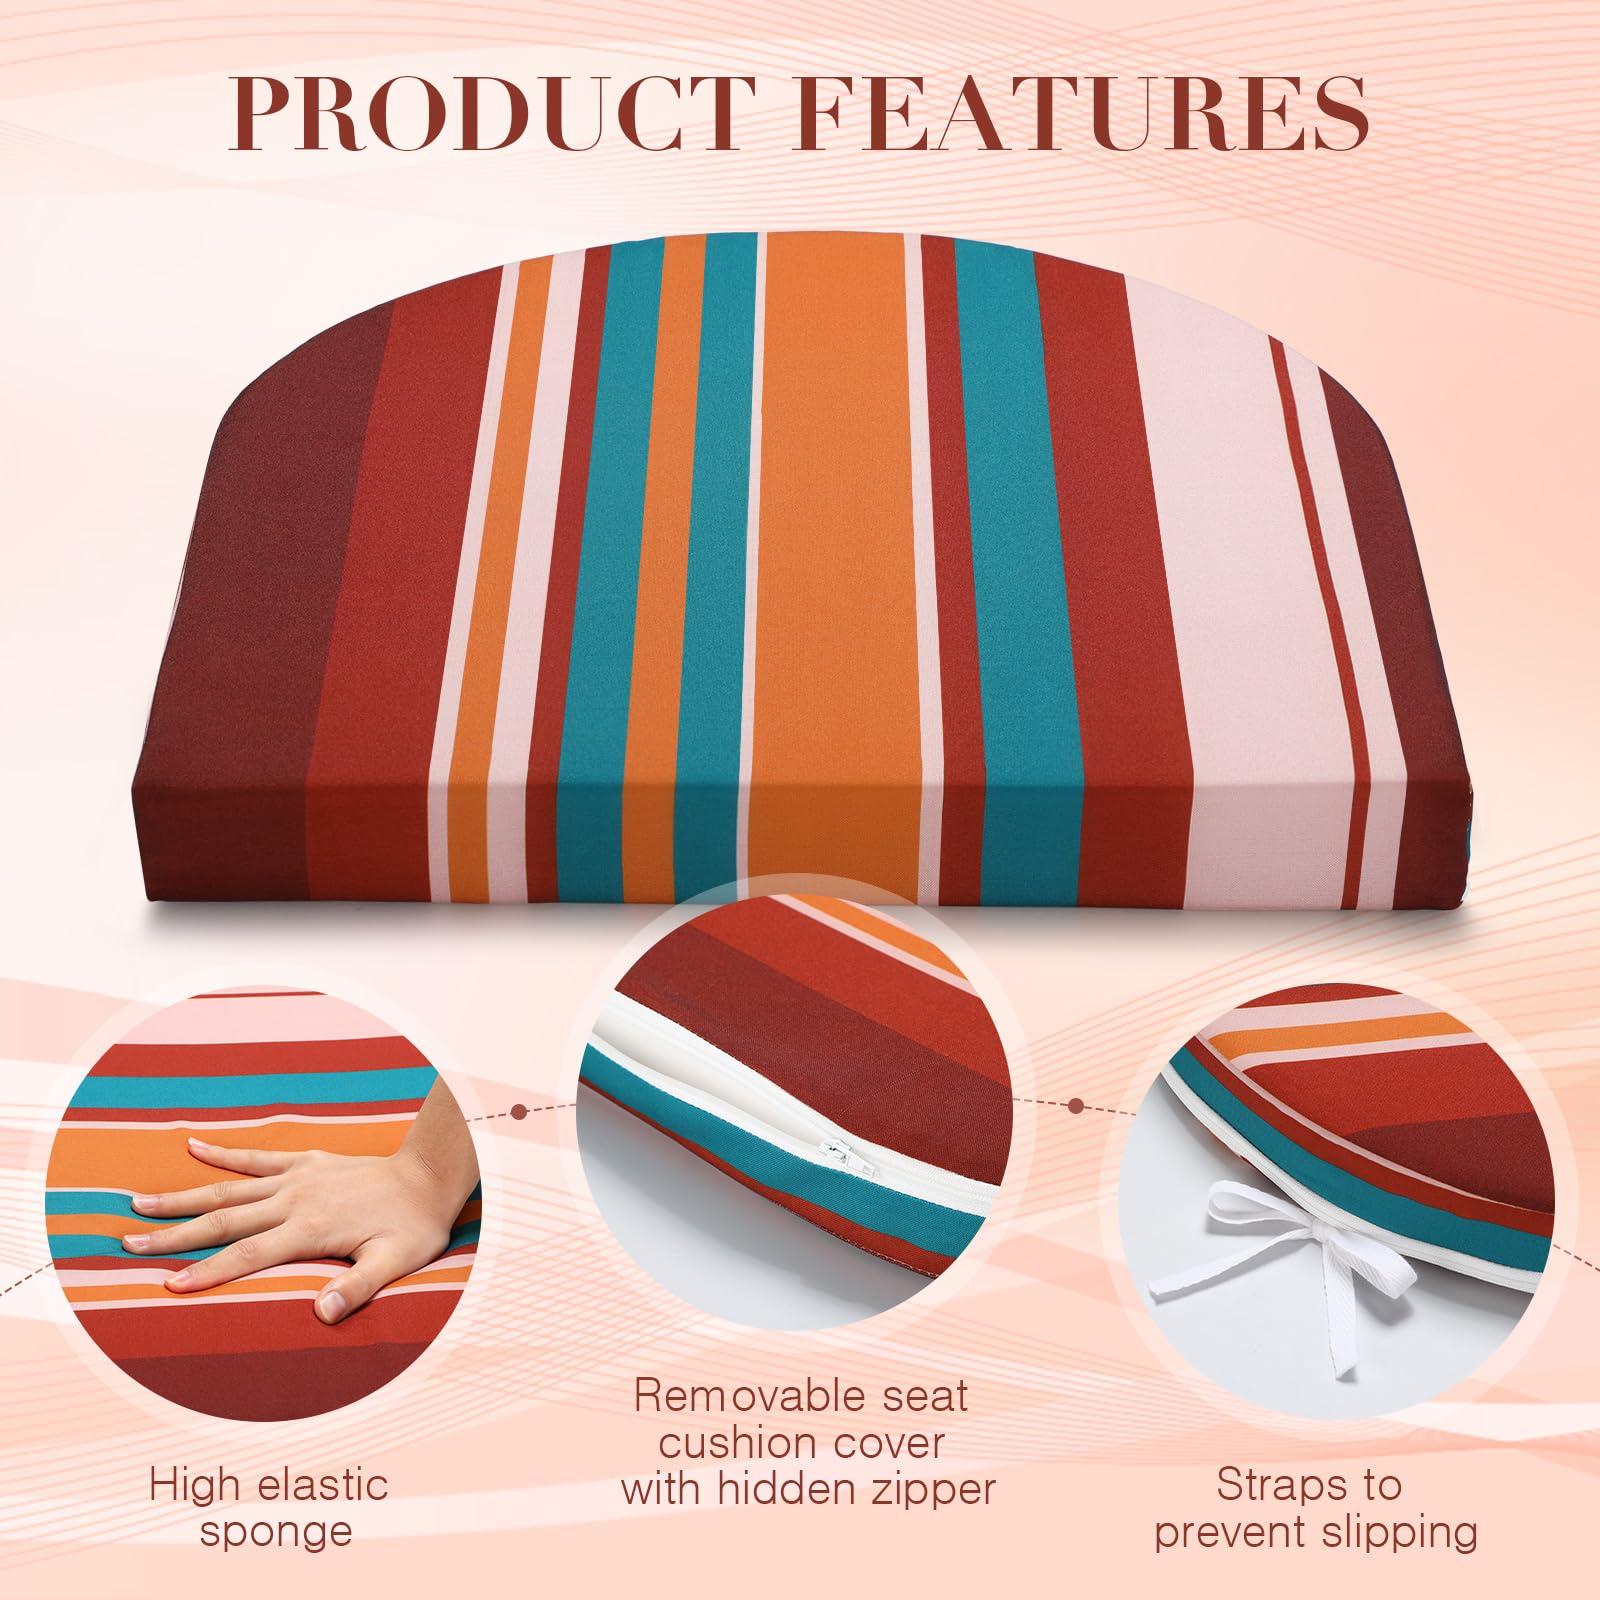 PRODUCT FEATURES
Removable seat
cushion cover
with hidden zipper
High elastic
sponge
Straps to
prevent slipping